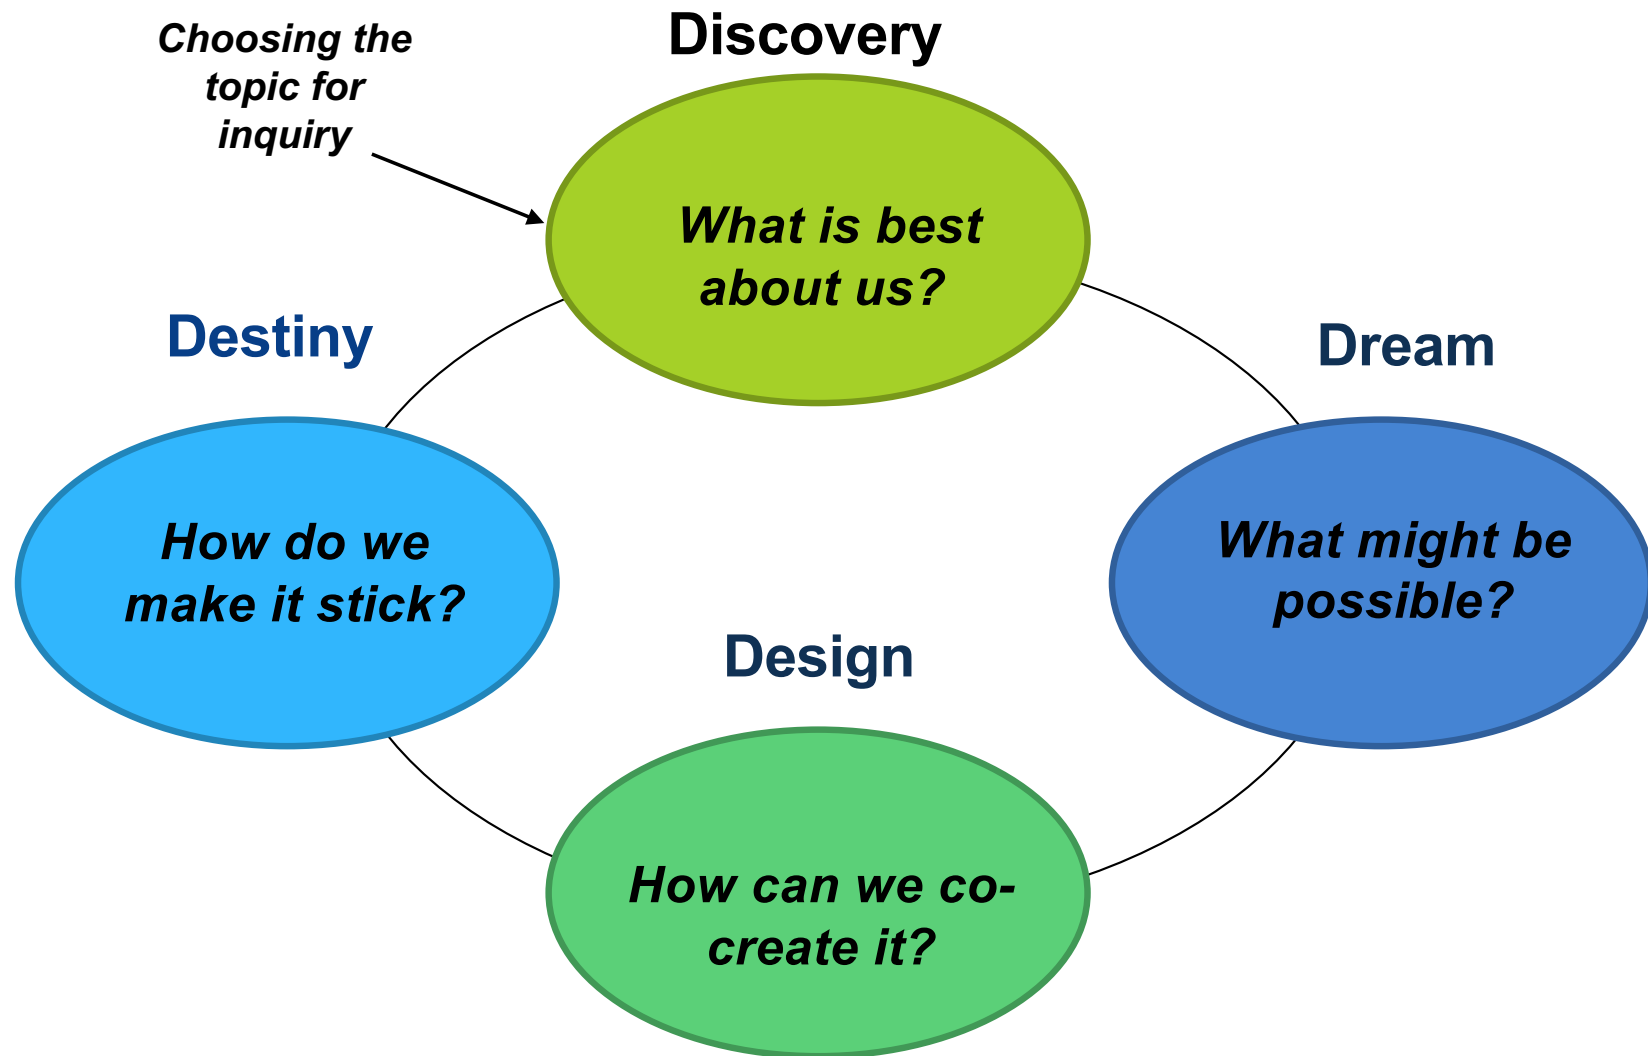 Choosing the
topic for
inquiry
Discovery
What is best
about us?
Destiny
Dream
How do we
make it stick?
What might be
possible?
Design
How can we co-
create it?